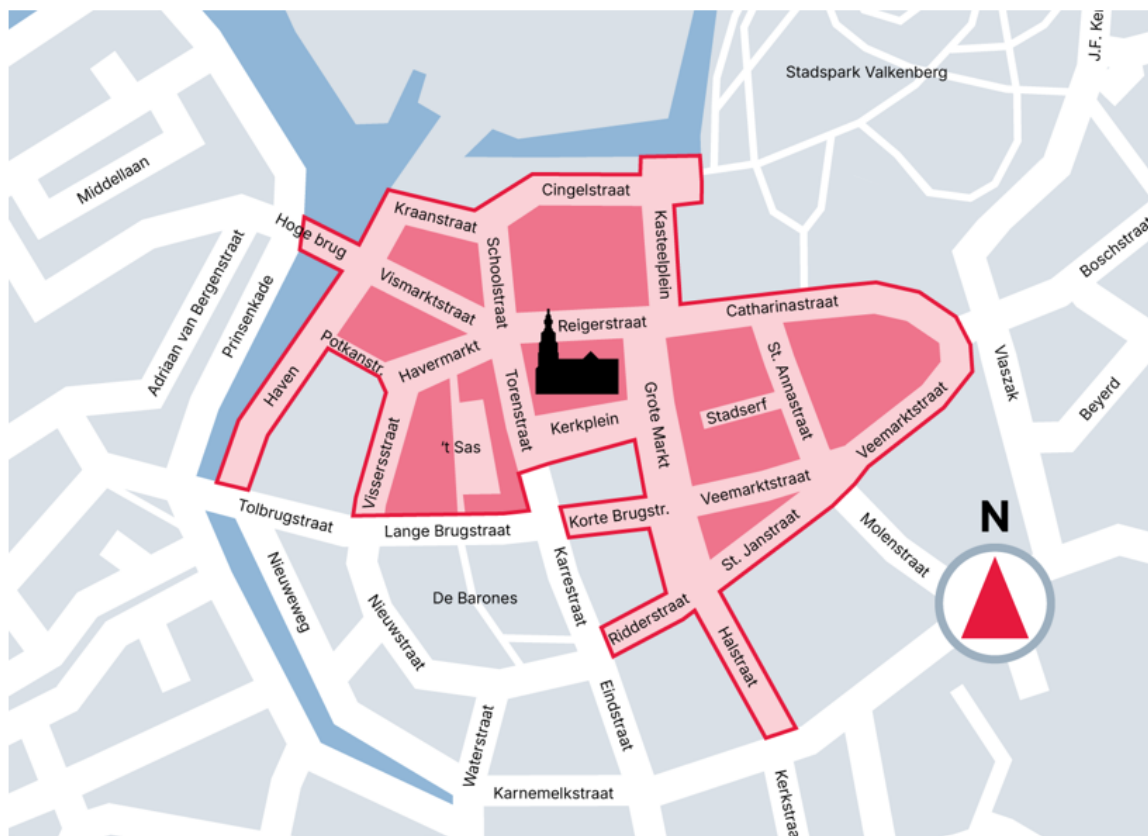 J.F. Ke
Stadspark Valkenberg
Middellaan
Cingelstraat
Kraanstraat
Hoge brug
Schoolstraat
Kasteelplein
Boschstraat
Adriaan van Bergenstraat
Prinsenkade
Vismarktstraat
Catharinastraat
Reigerstraat
Potkanstr.
Havermarkt
Haven
Torenstraat
St. Annastraat
Vlaszak
Beyerd
Grote Markt
Stadserf
Veemarktstraat
Kerkplein
't Sas
Vissersstraat
Veemarktstraat
Korte Brugstr.
Tolbrugstraat
Lange Brugstraat
St. Janstraat
Molenstraat
N
Nieuweweg
Karrestraat
De Barones
Nieuwstraat
Ridderstraat
Halstraat
Eindstraat
Waterstraat
Karnemelkstraat
Kerkstraa